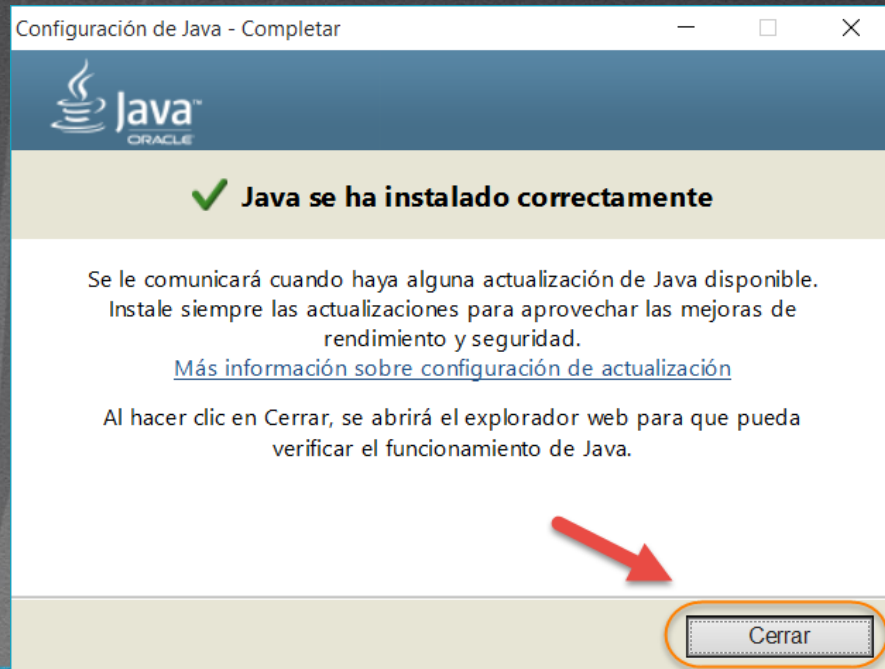 Configuración de Java - Completar
Java™
ORACLE
Java se ha instalado correctamente
Se le comunicará cuando haya alguna actualización de Java disponible.
Instale siempre las actualizaciones para aprovechar las mejoras de
rendimiento y seguridad.
Más información sobre configuración de actualización
Al hacer clic en Cerrar, se abrirá el explorador web para que pueda
verificar el funcionamiento de Java.
Cerrar